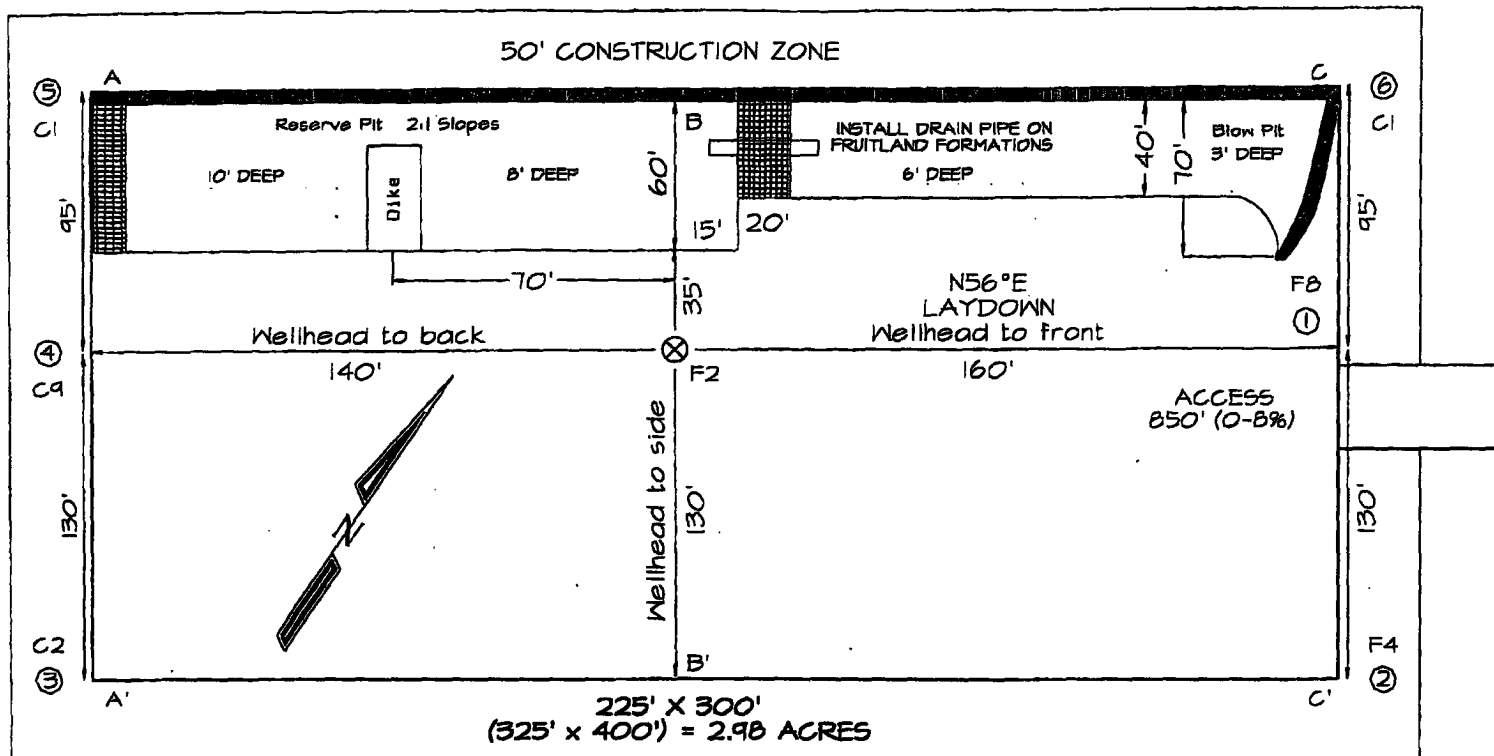 50' CONSTRUCTION ZONE
A
C
5
6
C1
C1
Reserve Pit 2:1 Slopes
B
INSTALL DRAIN PIPE ON
FRUITLAND FORMATIONS
Blow Pit
3' DEEP
10' DEEP
Dike
8' DEEP
60'
6' DEEP
40'
70'
95'
15'
20'
95'
70'
35'
N56°E
LAYDOWN
F8
1
Wellhead to back
Wellhead to front
4
C9
140'
F2
160'
ACCESS
850' (0-8%)
Wellhead to side
130'
N
130'
130'
C2
F4
3
B'
2
A'
C'
225' X 300'
(325' x 400') = 2.98 ACRES